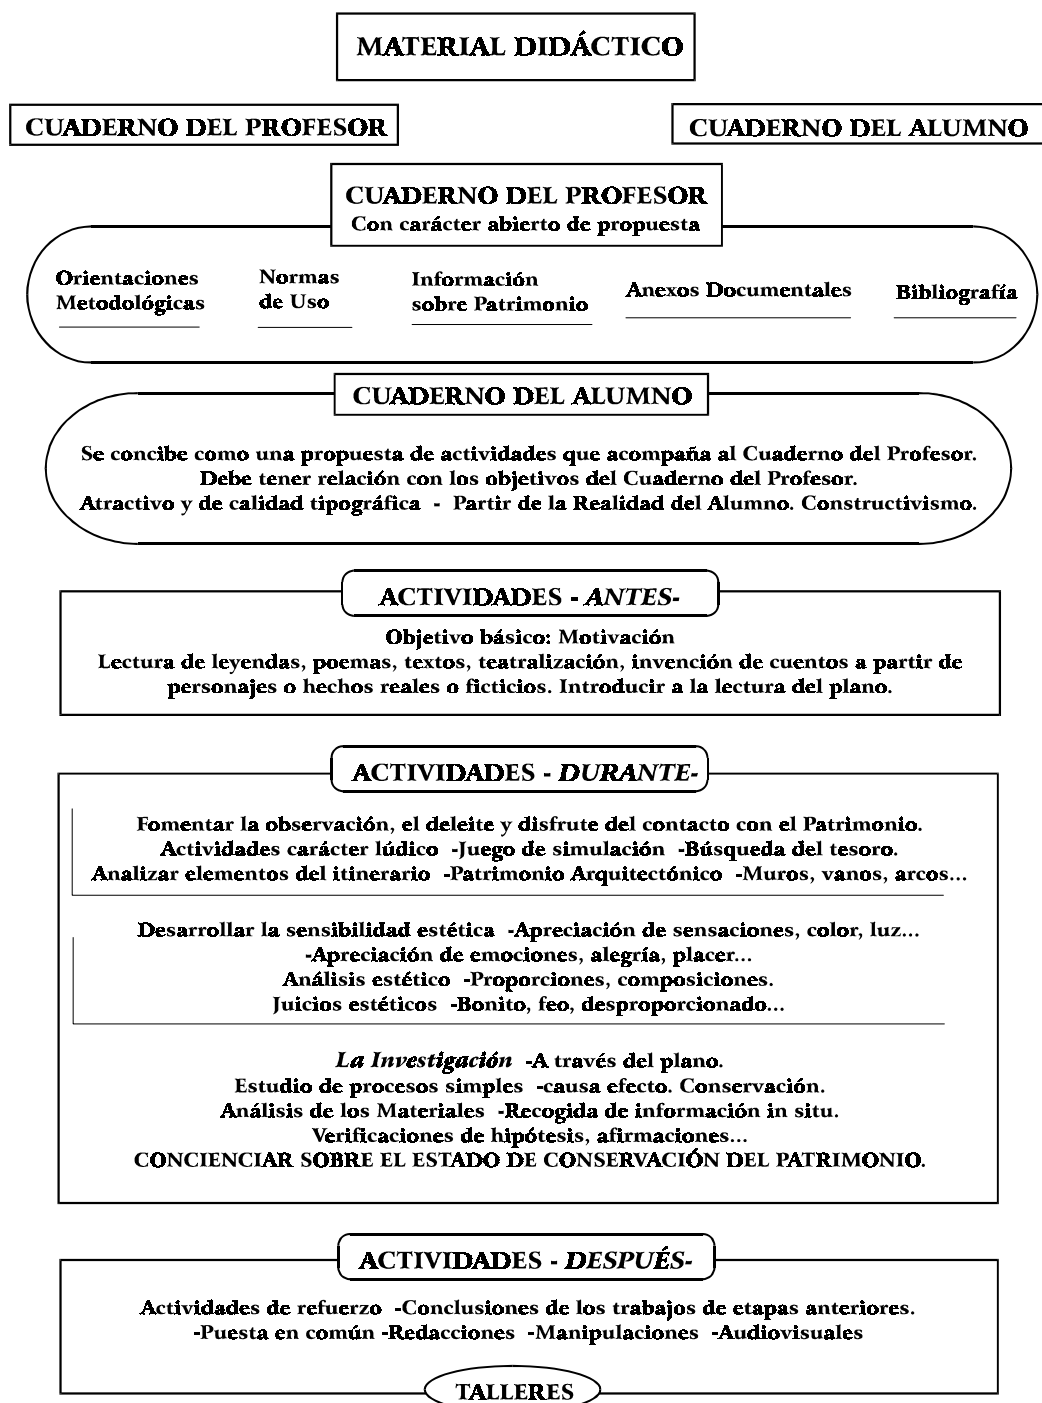 MATERIAL DIDÁCTICO
CUADERNO DEL PROFESOR
CUADERNO DEL ALUMNO
CUADERNO DEL PROFESOR
Con carácter abierto de propuesta
Orientaciones
Metodológicas
Normas
de Uso
Información
sobre Patrimonio
Anexos Documentales
Bibliografía
CUADERNO DEL ALUMNO
Se concibe como una propuesta de actividades que acompaña al Cuaderno del Profesor.
Debe tener relación con los objetivos del Cuaderno del Profesor.
Atractivo y de calidad tipográfica - Partir de la Realidad del Alumno. Constructivismo.
ACTIVIDADES - ANTES-
Objetivo básico: Motivación
Lectura de leyendas, poemas, textos, teatralización, invención de cuentos a partir de
personajes o hechos reales o ficticios. Introducir a la lectura del plano.
ACTIVIDADES - DURANTE-
Fomentar la observación, el deleite y disfrute del contacto con el Patrimonio.
Actividades carácter lúdico -Juego de simulación -Búsqueda del tesoro.
Analizar elementos del itinerario -Patrimonio Arquitectónico -Muros, vanos, arcos...
Desarrollar la sensibilidad estética -Apreciación de sensaciones, color, luz...
-Apreciación de emociones, alegría, placer...
Análisis estético -Proporciones, composiciones.
Juicios estéticos -Bonito, feo, desproporcionado...
La Investigación -A través del plano.
Estudio de procesos simples -causa efecto. Conservación.
Análisis de los Materiales -Recogida de información in situ.
Verificaciones de hipótesis, afirmaciones...
CONCIENCIAR SOBRE EL ESTADO DE CONSERVACIÓN DEL PATRIMONIO.
ACTIVIDADES - DESPUÉS-
Actividades de refuerzo -Conclusiones de los trabajos de etapas anteriores.
-Puesta en común -Redacciones -Manipulaciones -Audiovisuales
TALLERES